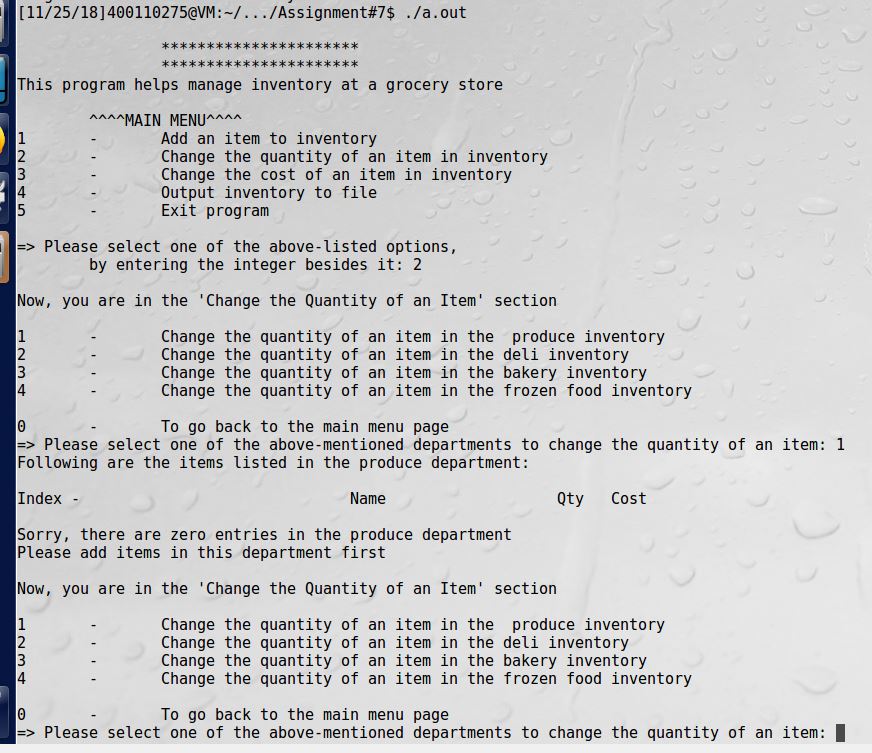 [11/25/18]400110275@VM:~/.../Assignment#7$ ./a.out
**********************
**********************
This program helps manage inventory at a grocery store
^^^^MAIN MENU^^^^
1 - Add an item to inventory
2 - Change the quantity of an item in inventory
3 - Change the cost of an item in inventory
4 - Output inventory to file
5 - Exit program
=> Please select one of the above-listed options,
by entering the integer besides it: 2
Now, you are in the 'Change the Quantity of an Item' section
1 - Change the quantity of an item in the  produce inventory
2 - Change the quantity of an item in the deli inventory
3 - Change the quantity of an item in the bakery inventory
4 - Change the quantity of an item in the frozen food inventory
0 - To go back to the main menu page
=> Please select one of the above-mentioned departments to change the quantity of an item: 1
Following are the items listed in the produce department:
Index - Name Qty Cost
Sorry, there are zero entries in the produce department
Please add items in this department first
Now, you are in the 'Change the Quantity of an Item' section
1 - Change the quantity of an item in the  produce inventory
2 - Change the quantity of an item in the deli inventory
3 - Change the quantity of an item in the bakery inventory
4 - Change the quantity of an item in the frozen food inventory
0 - To go back to the main menu page
=> Please select one of the above-mentioned departments to change the quantity of an item: